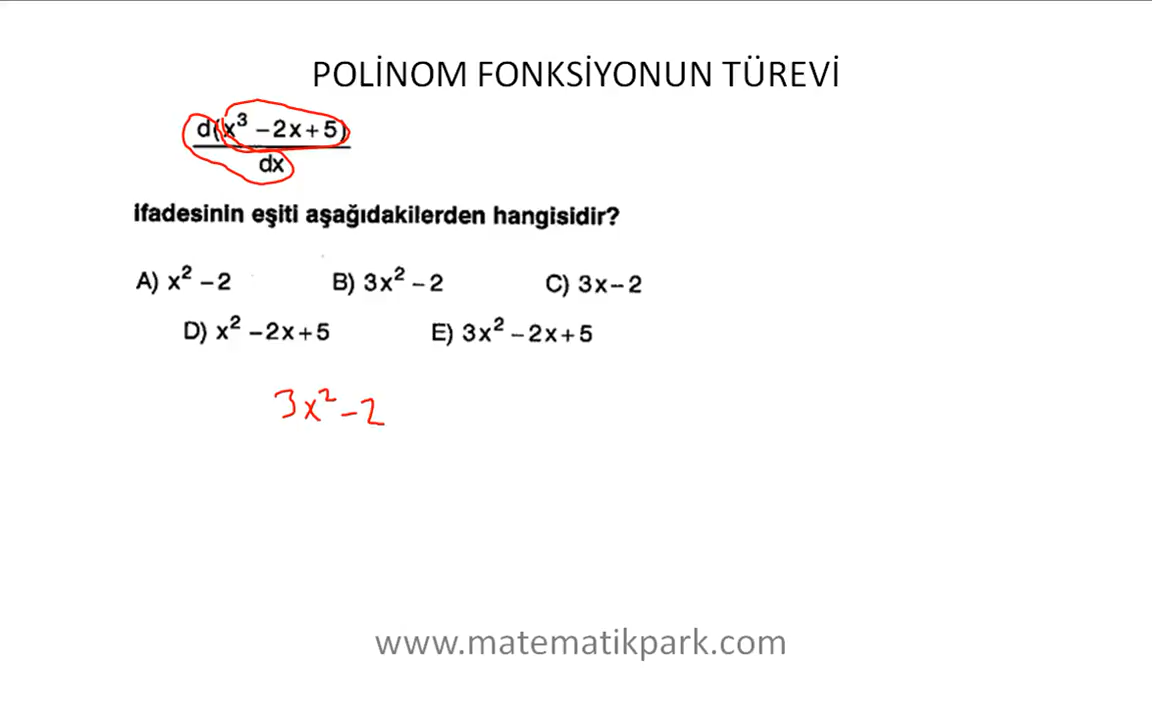 POLİNOM FONKSİYONUN TÜREVİ
d(x³ −2x+5)
dx
ifadesinin eşiti aşağıdakilerden hangisidir?
A) x² −2 B) 3x² −2 C) 3x−2
D) x² −2x+5 E) 3x² −2x+5
3x² −2
www.matematikpark.com